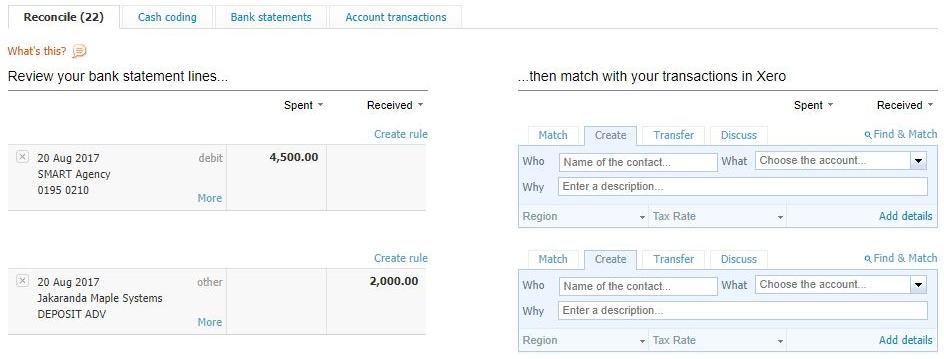 Reconcile (22) Cash coding Bank statements Account transactions
What's this?
Review your bank statement lines... ...then match with your transactions in Xero
Spent Received Spent Received
Create rule Match Create Transfer Discuss Find & Match
20 Aug 2017 debit 4,500.00 Who Name of the contact... What Choose the account...
SMART Agency
0195 0210 Why Enter a description...
More
Region Tax Rate Add details
Create rule Match Create Transfer Discuss Find & Match
20 Aug 2017 other 2,000.00 Who Name of the contact... What Choose the account...
Jakaranda Maple Systems
DEPOSIT ADV Why Enter a description...
More
Region Tax Rate Add details